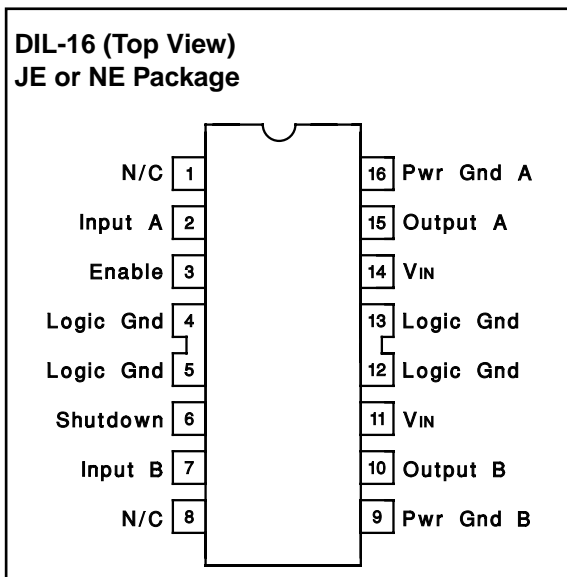 DIL-16 (Top View)
JE or NE Package
N/C 1 16 Pwr Gnd A
Input A 2 15 Output A
Enable 3 14 VIN
Logic Gnd 4 13 Logic Gnd
Logic Gnd 5 12 Logic Gnd
Shutdown 6 11 VIN
Input B 7 10 Output B
N/C 8 9 Pwr Gnd B